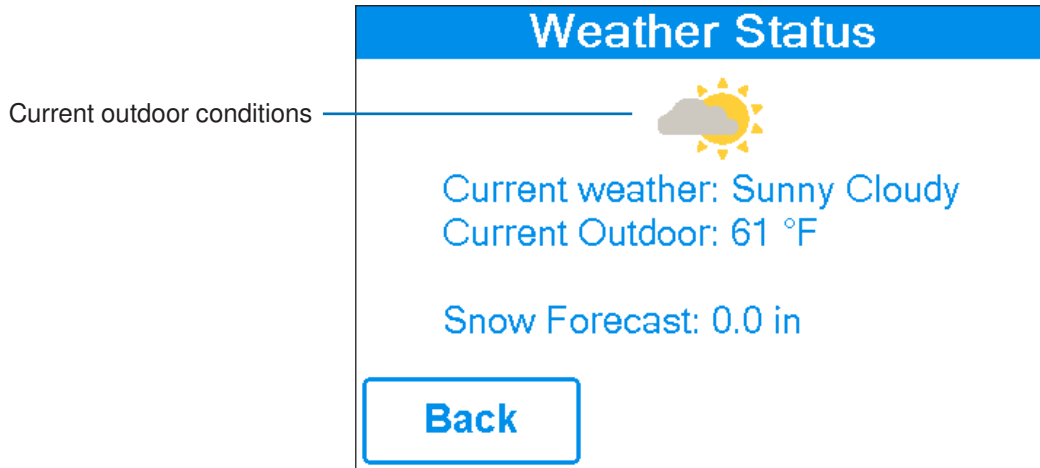 Weather Status
Current outdoor conditions
Current weather: Sunny Cloudy
Current Outdoor: 61 °F
Snow Forecast: 0.0 in
Back